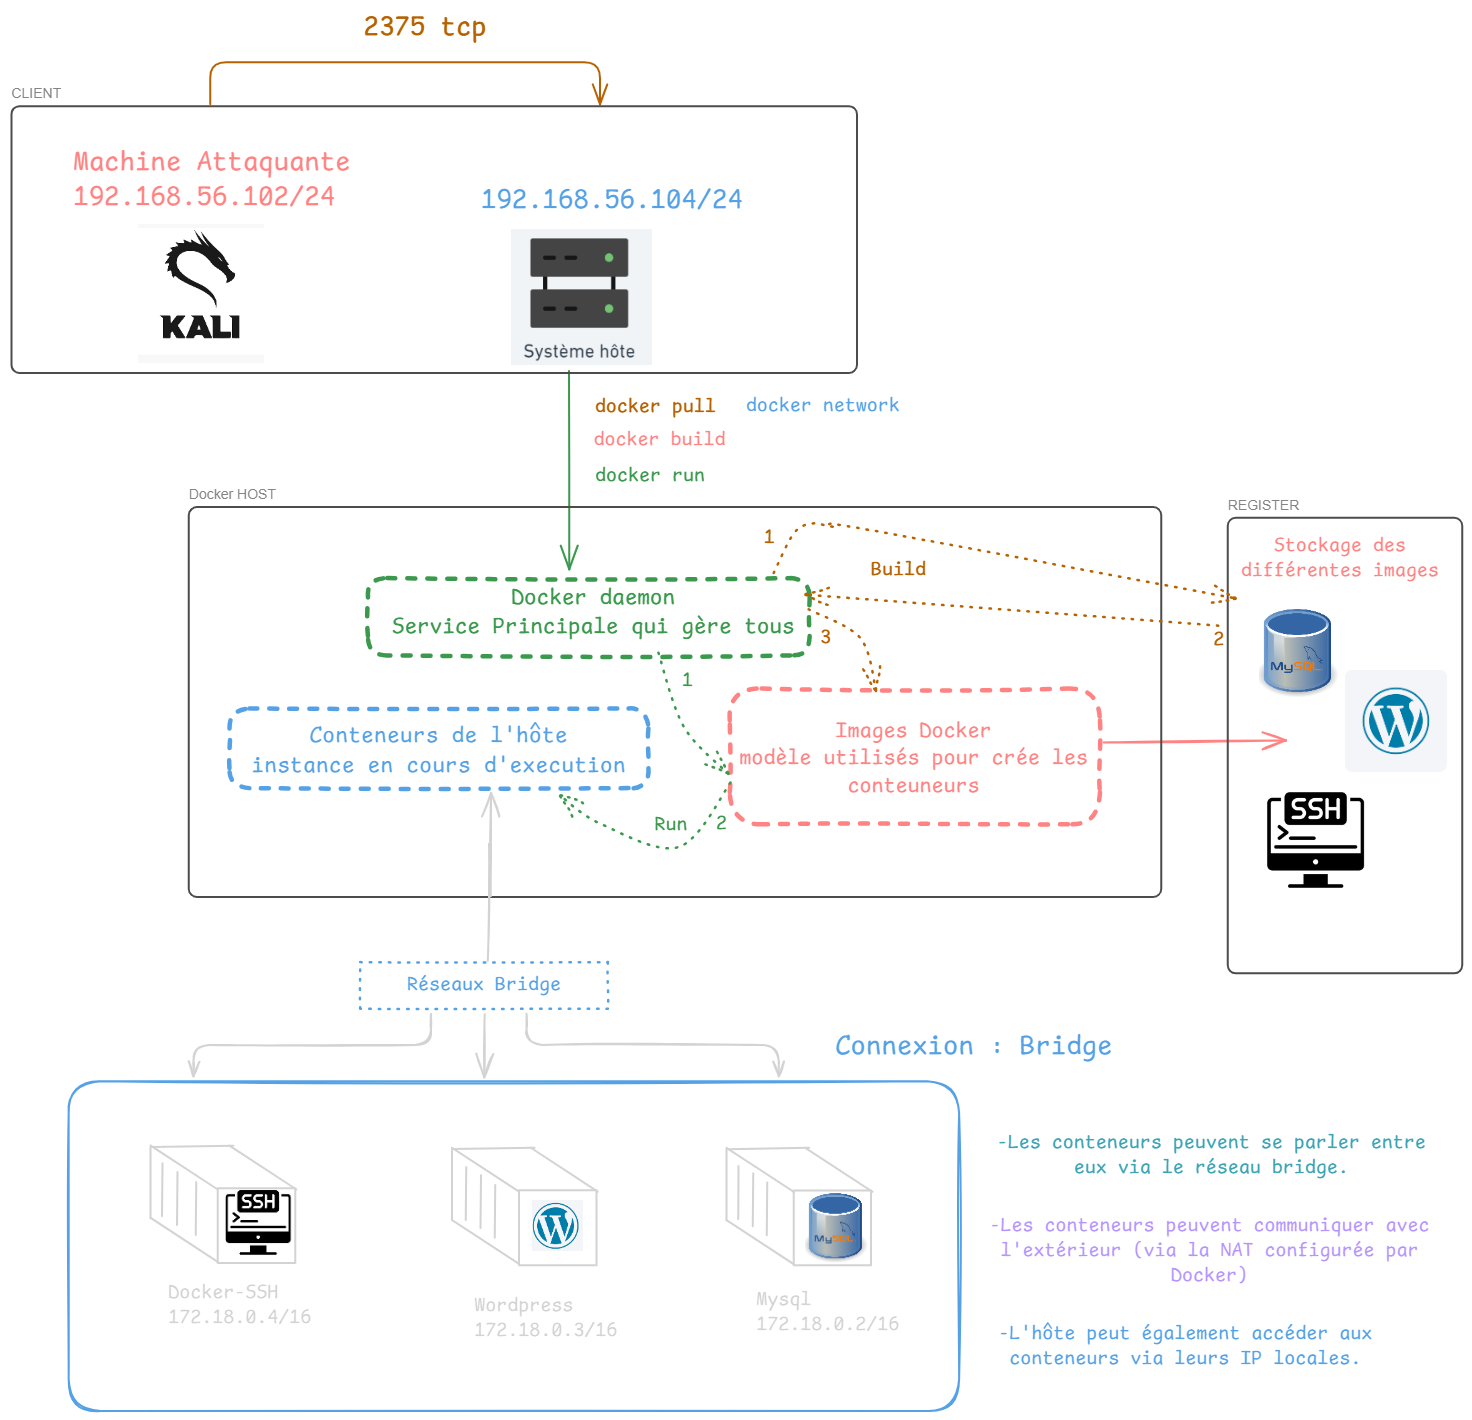 2375 tcp
CLIENT
Machine Attaquante
192.168.56.102/24
192.168.56.104/24
KALI
Système hôte
docker pull
docker network
docker build
docker run
Docker HOST
REGISTER
1
Build
Stockage des
différentes images
Docker daemon
Service Principale qui gère tous
3
2
MySQL
1
Conteneurs de l'hôte
instance en cours d'execution
Images Docker
modèle utilisés pour crée les
conteuneurs
W
Run
2
SSH
Réseaux Bridge
Connexion : Bridge
-Les conteneurs peuvent se parler entre
eux via le réseau bridge.
SSH
W
MySQL
-Les conteneurs peuvent communiquer avec
l'extérieur (via la NAT configurée par
Docker)
Docker-SSH
172.18.0.4/16
Wordpress
172.18.0.3/16
Mysql
172.18.0.2/16
-L'hôte peut également accéder aux
conteneurs via leurs IP locales.